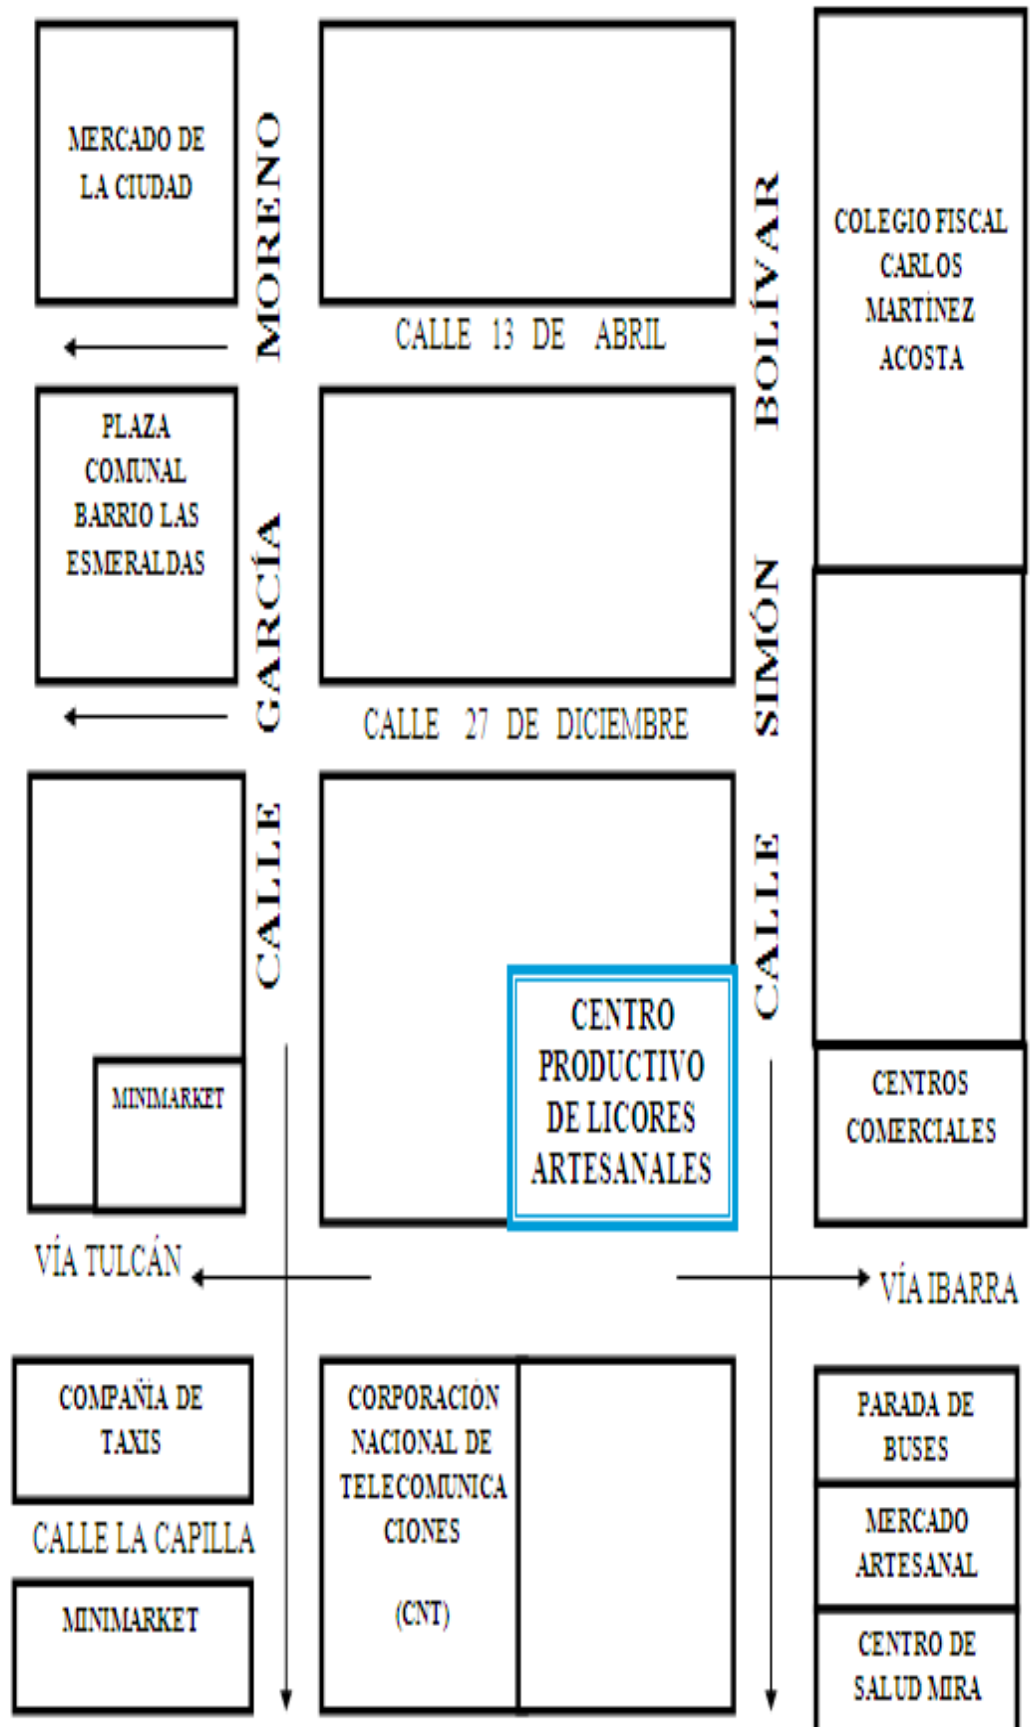 MERCADO DE
LA CIUDAD
CALLE GARCÍA MORENO
CALLE SIMÓN BOLÍVAR
COLEGIO FISCAL
CARLOS
MARTÍNEZ
ACOSTA
CALLE 13 DE ABRIL
PLAZA
COMUNAL
BARRIO LAS
ESMERALDAS
CALLE 27 DE DICIEMBRE
MINIMARKET
CENTRO
PRODUCTIVO
DE LICORES
ARTESANALES
CENTROS
COMERCIALES
VÍA TULCÁN
VÍA IBARRA
COMPAÑÍA DE
TAXIS
CORPORACIÓN
NACIONAL DE
TELECOMUNICA
CIONES
(CNT)
PARADA DE
BUSES
CALLE LA CAPILLA
MERCADO
ARTESANAL
MINIMARKET
CENTRO DE
SALUD MIRA